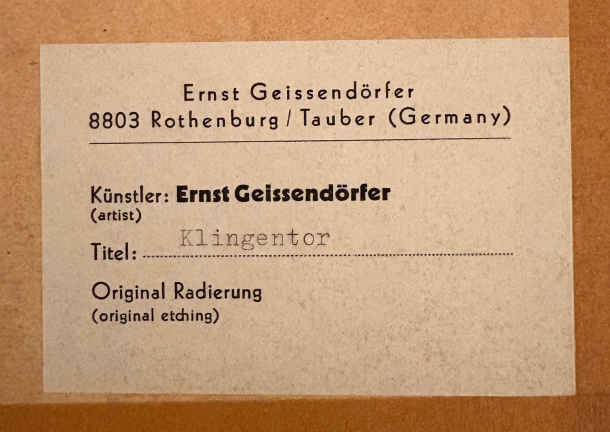 Ernst Geissendörfer
8803 Rothenburg / Tauber (Germany)
Künstler: Ernst Geissendörfer
(artist)
Titel: Klingentor
Original Radierung
(original etching)